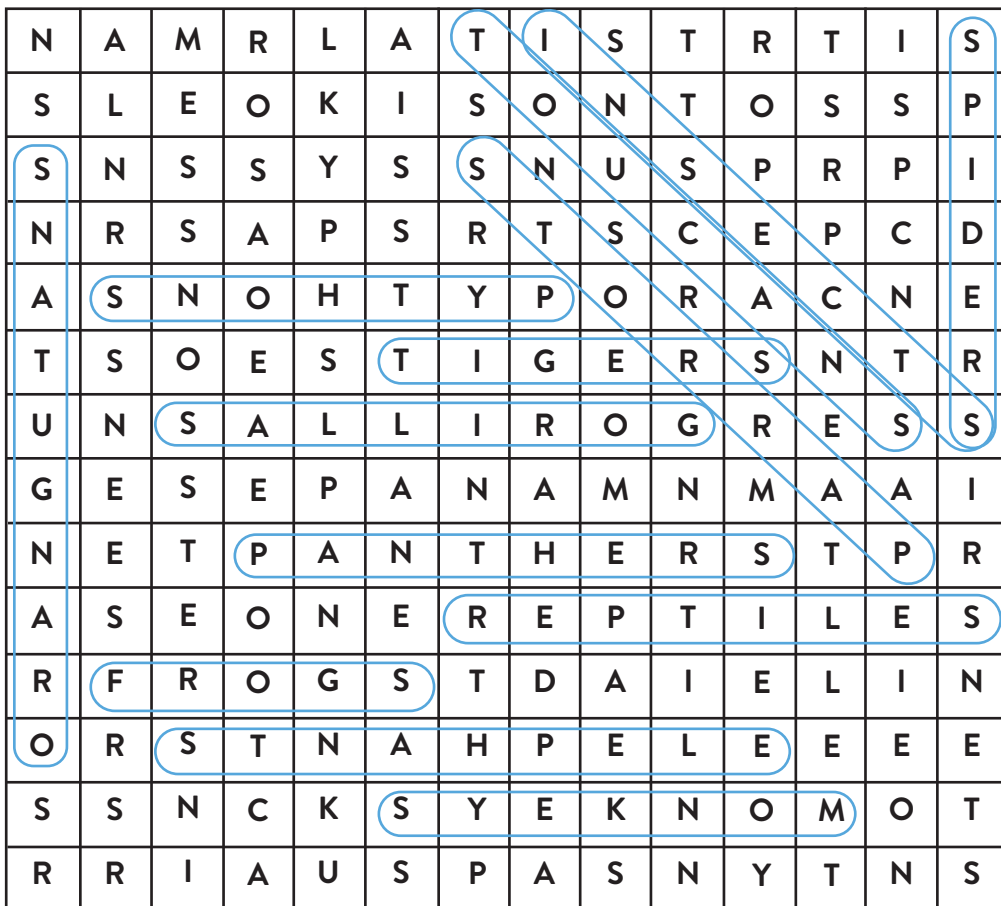 N A M R L A T I S T R T I S
S L E O K I S O N T O S S P
S N S S Y S S N U S P R P I
N R S A P S R T S C E P C D
A S N O H T Y P O R A C N E
T S O E S T I G E R S N T R
U N S A L L I R O G R E S S
G E S E P A N A M N M A A I
N E T P A N T H E R S T P R
A S E O N E R E P T I L E S
R F R O G S T D A I E L I N
O R S T N A H P E L E E E E
S S N C K S Y E K N O M O T
R R I A U S P A S N Y T N S